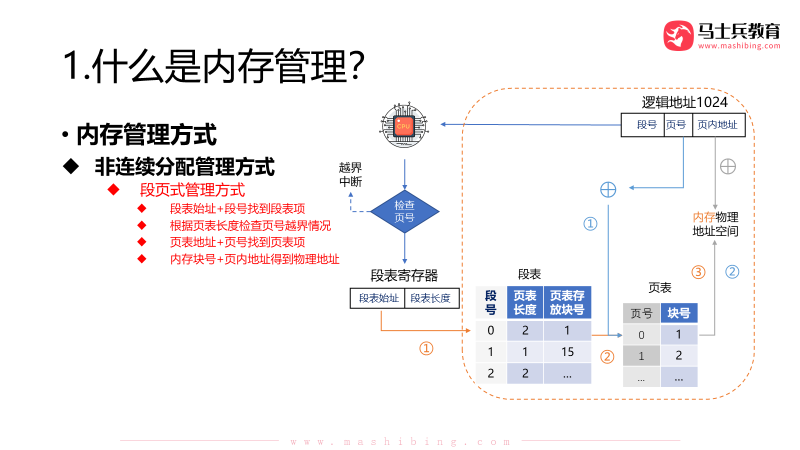 马士兵教育
www.mashibing.com
1.什么是内存管理？
• 内存管理方式
◆ 非连续分配管理方式
◆ 段页式管理方式
◆ 段表始址+段号找到段表项
◆ 根据页表长度检查页号越界情况
◆ 页表地址+页号找到页表项
◆ 内存块号+页内地址得到物理地址
逻辑地址1024
段号 页号 页内地址
CPU
越界
中断
检查
页号
①
内存物理
地址空间
③ ②
段表寄存器
段表始址 段表长度
①
段表
段号 页表长度 页表存放块号
0 2 1
1 1 15
2 2 ...
②
页表
页号 块号
0 1
1 2
... ...
www.mashibing.com